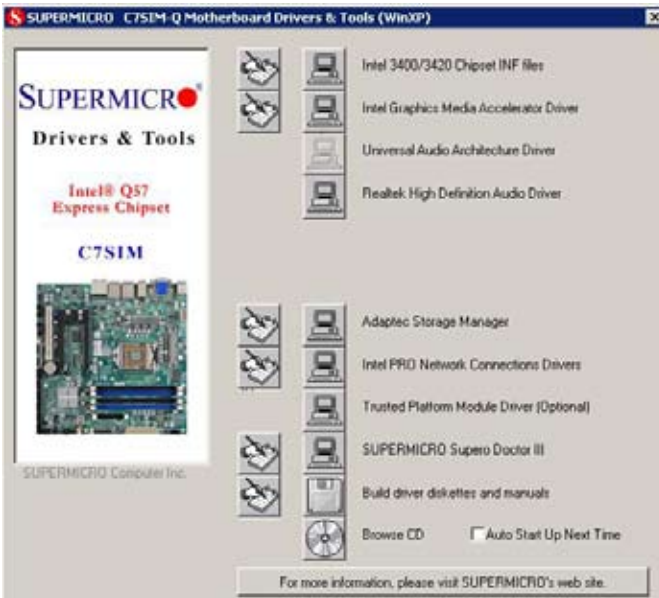 SUPERMICRO C7SIM-Q Motherboard Drivers & Tools (WinXP)
SUPERMICRO
Drivers & Tools
Intel® Q57
Express Chipset
C7SIM
SUPERMICRO Computer Inc.
Intel 3400/3420 Chipset INF files
Intel Graphics Media Accelerator Driver
Universal Audio Architecture Driver
Realtek High Definition Audio Driver
Adaptec Storage Manager
Intel PRO Network Connections Drivers
Trusted Platform Module Driver (Optional)
SUPERMICRO Supero Doctor III
Build driver diskettes and manuals
Browse CD Auto Start Up Next Time
For more information, please visit SUPERMICRO's web site.